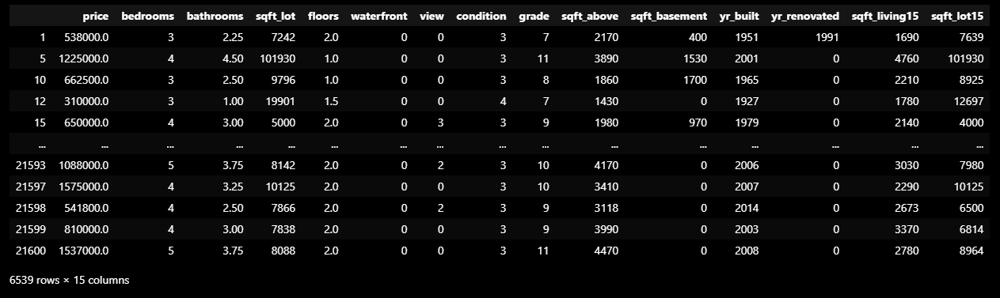 price bedrooms bathrooms sqft_lot floors waterfront view condition grade sqft_above sqft_basement yr_built yr_renovated sqft_living15 sqft_lot15
1 538000.0 3 2.25 7242 2.0 0 0 3 7 2170 400 1951 1991 1690 7639
5 1225000.0 4 4.50 101930 1.0 0 0 3 11 3890 1530 2001 0 4760 101930
10 662500.0 3 2.50 9796 1.0 0 0 3 8 1860 1700 1965 0 2210 8925
12 310000.0 3 1.00 19901 1.5 0 0 4 7 1430 0 1927 0 1780 12697
15 650000.0 4 3.00 5000 2.0 0 3 3 9 1980 970 1979 0 2140 4000
... ... ... ... ... ... ... ... ... ... ... ... ... ... ... ...
21593 1088000.0 5 3.75 8142 2.0 0 2 3 10 4170 0 2006 0 3030 7980
21597 1575000.0 4 3.25 10125 2.0 0 0 3 10 3410 0 2007 0 2290 10125
21598 541800.0 4 2.50 7866 2.0 0 2 3 9 3118 0 2014 0 2673 6500
21599 810000.0 4 3.00 7838 2.0 0 0 3 9 3990 0 2003 0 3370 6814
21600 1537000.0 5 3.75 8088 2.0 0 0 3 11 4470 0 2008 0 2780 8964
6539 rows × 15 columns